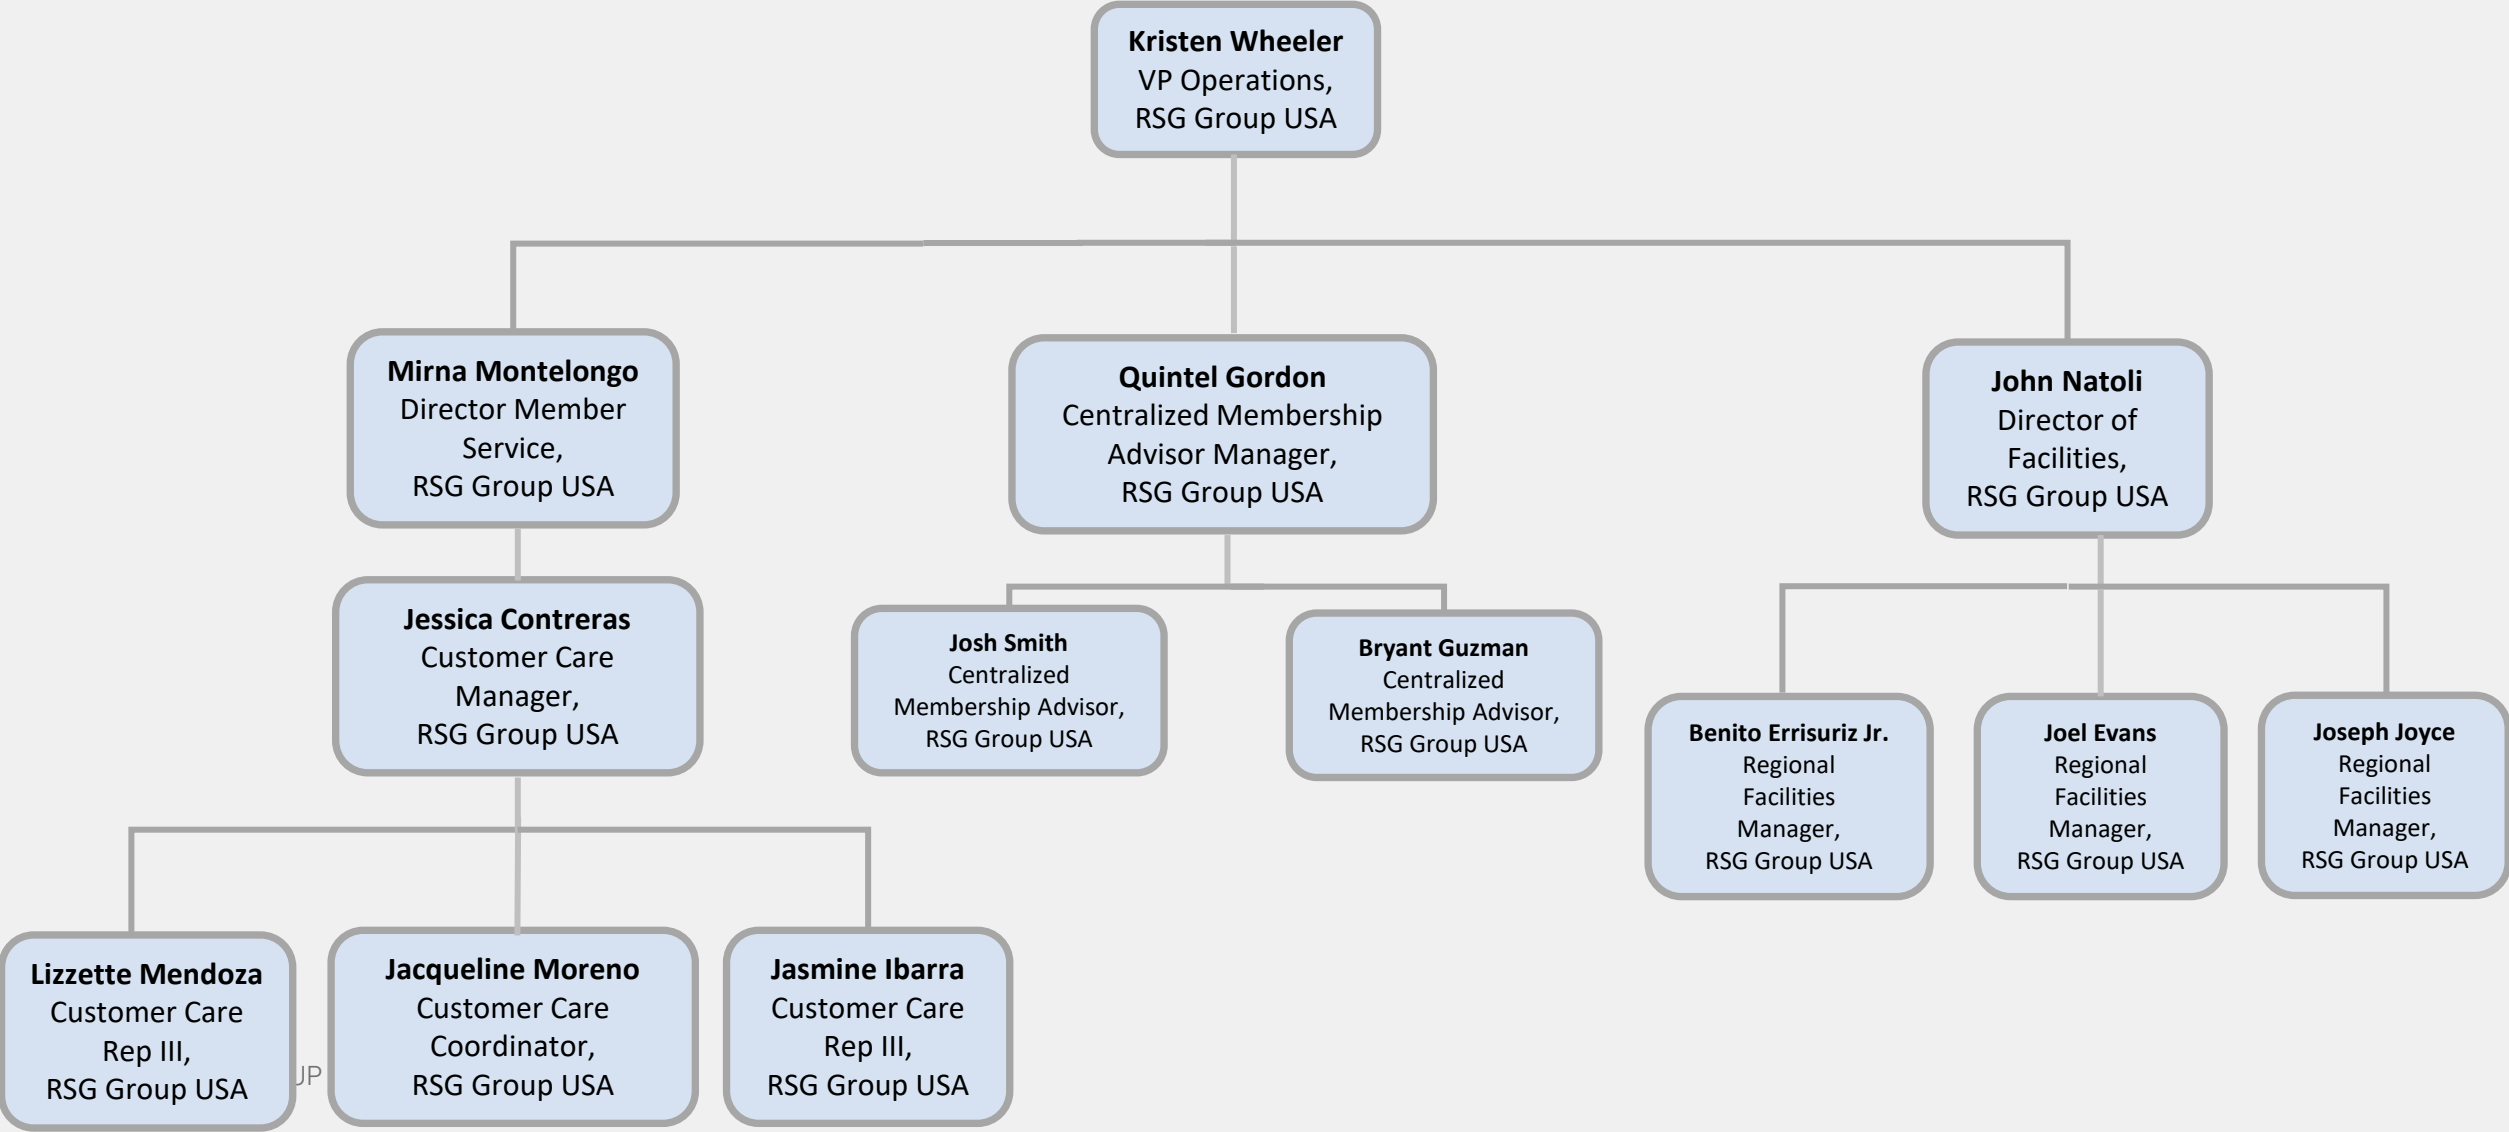 Kristen Wheeler
VP Operations,
RSG Group USA
Mirna Montelongo
Director Member
Service,
RSG Group USA
Quintel Gordon
Centralized Membership
Advisor Manager,
RSG Group USA
John Natoli
Director of
Facilities,
RSG Group USA
Jessica Contreras
Customer Care
Manager,
RSG Group USA
Josh Smith
Centralized
Membership Advisor,
RSG Group USA
Bryant Guzman
Centralized
Membership Advisor,
RSG Group USA
Benito Errisuriz Jr.
Regional
Facilities
Manager,
RSG Group USA
Joel Evans
Regional
Facilities
Manager,
RSG Group USA
Joseph Joyce
Regional
Facilities
Manager,
RSG Group USA
Lizzette Mendoza
Customer Care
Rep III,
RSG Group USA
Jacqueline Moreno
Customer Care
Coordinator,
RSG Group USA
Jasmine Ibarra
Customer Care
Rep III,
RSG Group USA